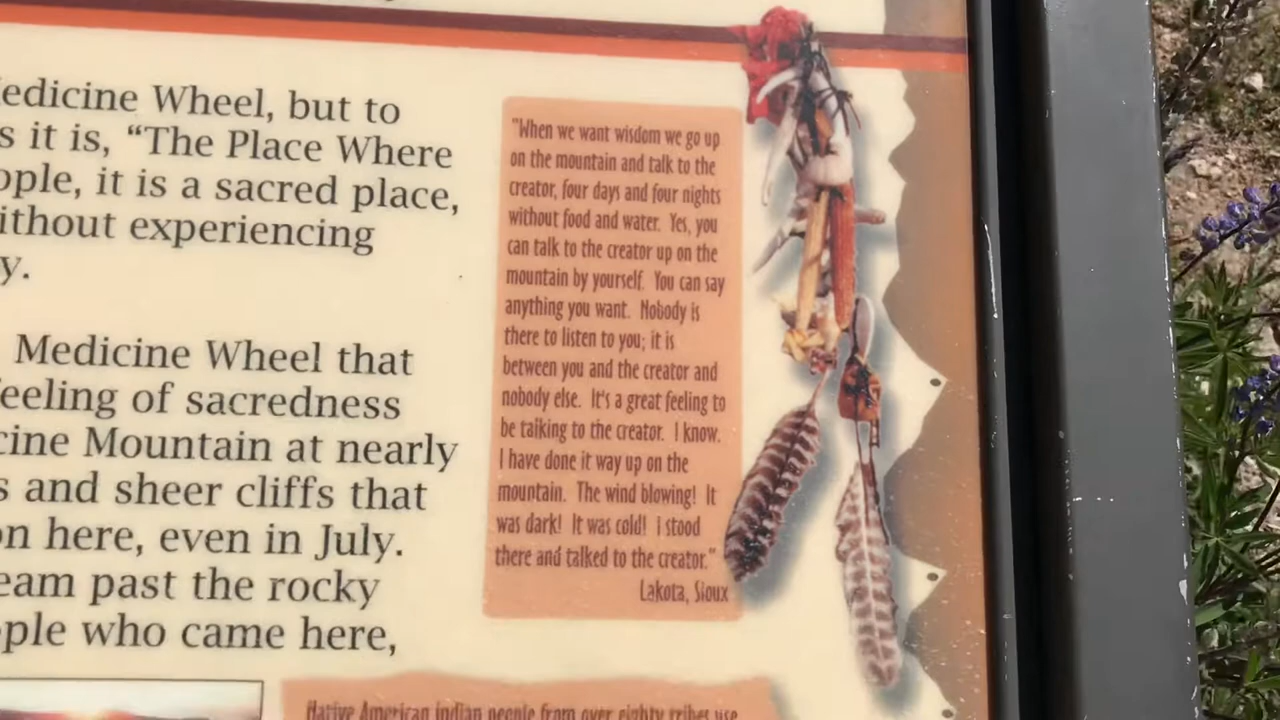 edicine Wheel, but to
s it is, “The Place Where
ople, it is a sacred place,
ithout experiencing
y.
Medicine Wheel that
eeling of sacredness
cine Mountain at nearly
s and sheer cliffs that
on here, even in July.
eam past the rocky
ople who came here,
"When we want wisdom we go up
on the mountain and talk to the
creator, four days and four nights
without food and water. Yes, you
can talk to the creator up on the
mountain by yourself. You can say
anything you want. Nobody is
there to listen to you; it is
between you and the creator and
nobody else. It's a great feeling to
be talking to the creator. I know.
I have done it way up on the
mountain. The wind blowing! It
was dark! It was cold! I stood
there and talked to the creator."
Lakota, Sioux
Native American indian people from over eighty tribes use